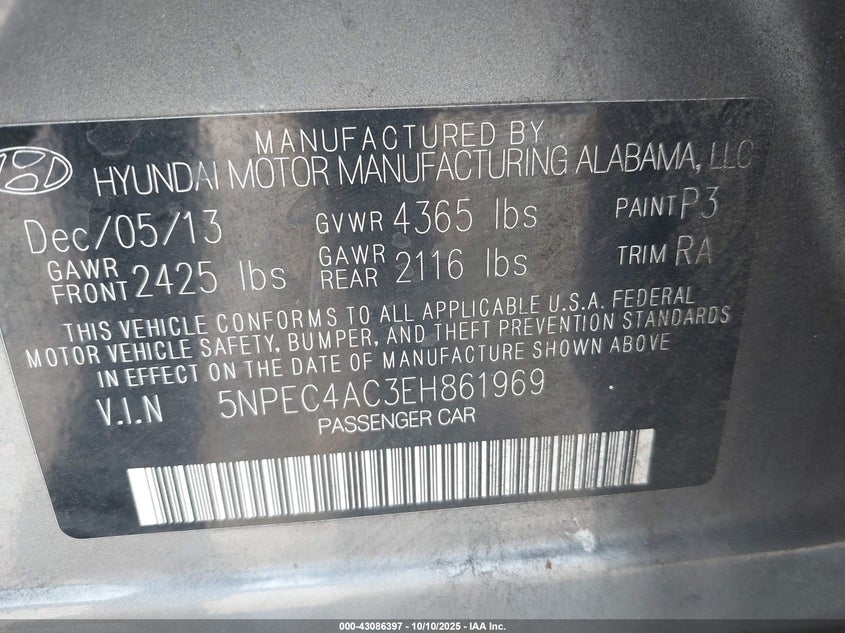 MANUFACTURED BY
HYUNDAI MOTOR MANUFACTURING ALABAMA, LLC
Dec/05/13 GVWR 4365 lbs PAINT P3
GAWR FRONT 2425 lbs GAWR REAR 2116 lbs TRIM RA
THIS VEHICLE CONFORMS TO ALL APPLICABLE U.S.A. FEDERAL
MOTOR VEHICLE SAFETY, BUMPER, AND THEFT PREVENTION STANDARDS
IN EFFECT ON THE DATE OF MANUFACTURE SHOWN ABOVE
V.I.N 5NPEC4AC3EH861969
PASSENGER CAR
000-43086397 - 10/10/2025 - IAA Inc.